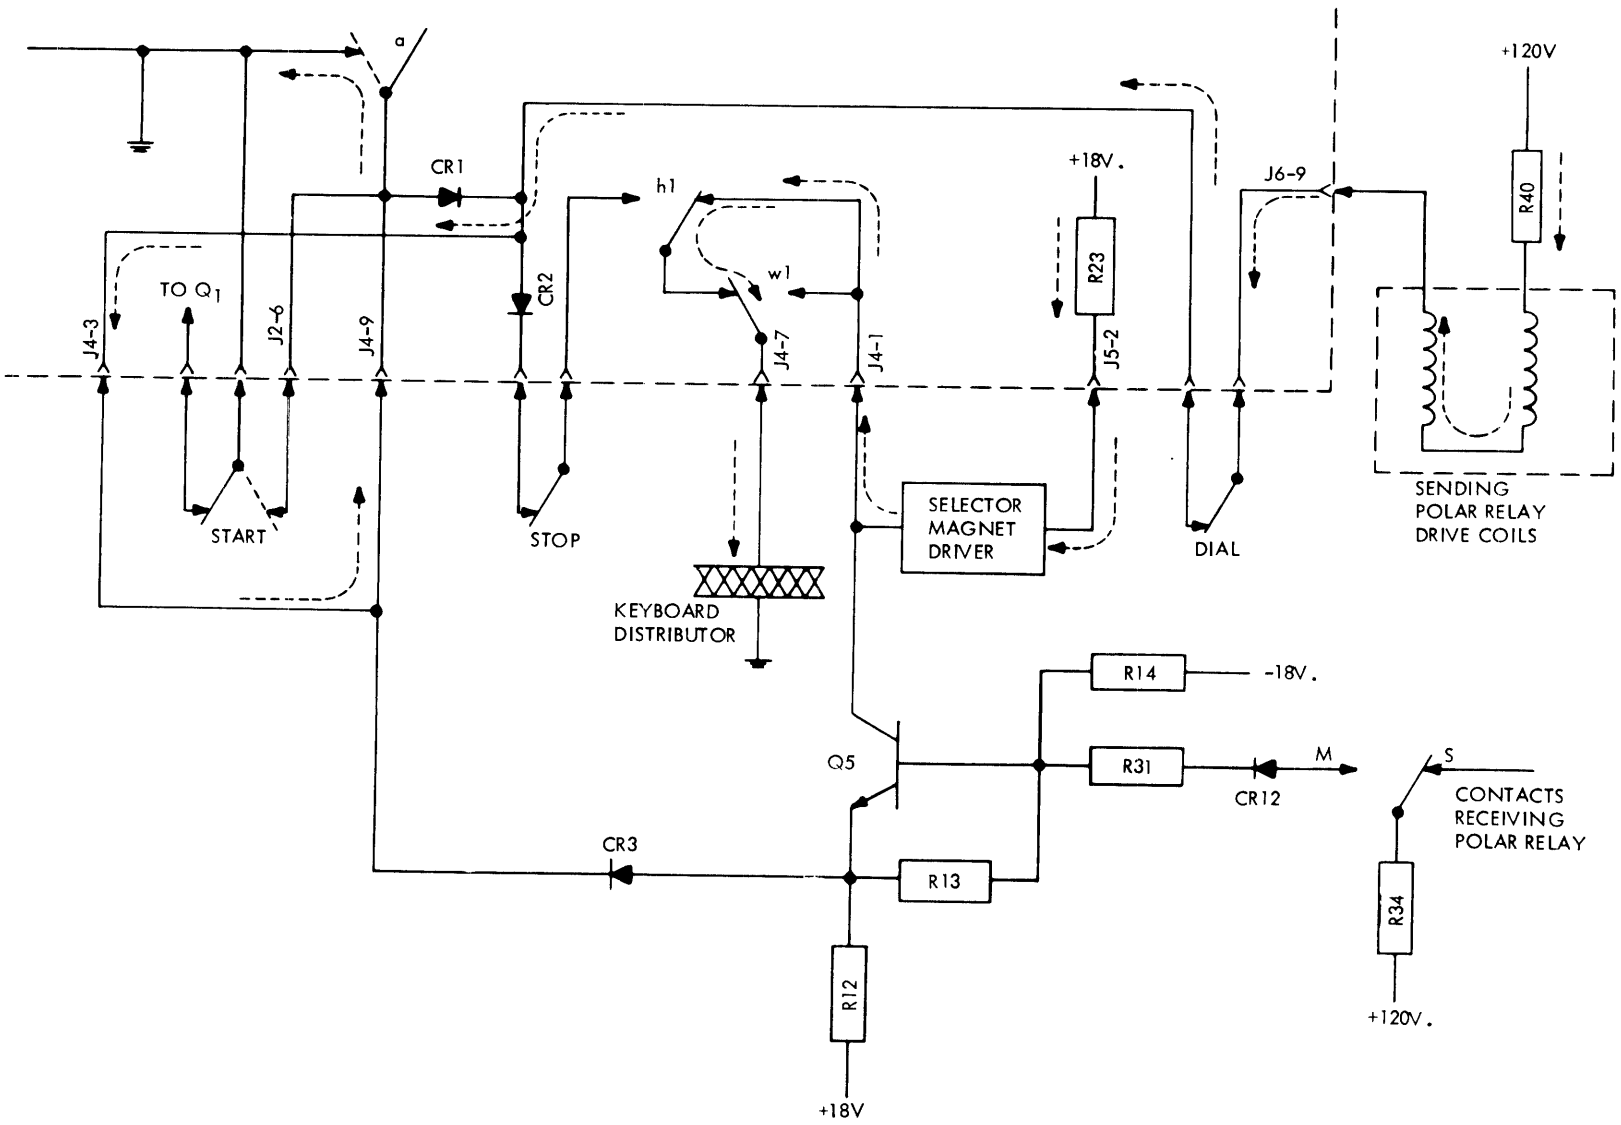 a
+120V
CR1
+18V.
J6-9
R40
h1
R23
w1
CR2
TO Q1
J4-3
J2-6
J4-9
J4-7
J4-1
J5-2
SELECTOR
MAGNET
DRIVER
SENDING
POLAR RELAY
DRIVE COILS
START
STOP
DIAL
KEYBOARD
DISTRIBUTOR
R14
-18V.
Q5
R31
CR12
M
S
CONTACTS
RECEIVING
POLAR RELAY
CR3
R13
R34
R12
+120V.
+18V